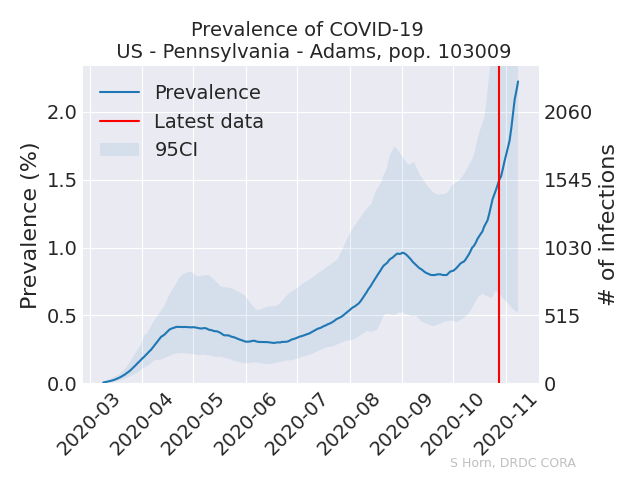 Prevalence of COVID-19
US - Pennsylvania - Adams, pop. 103009
Prevalence
Latest data
95CI
Prevalence (%)
2.0
1.5
1.0
0.5
0.0
2060
1545
1030
515
0
# of infections
2020-03
2020-04
2020-05
2020-06
2020-07
2020-08
2020-09
2020-10
2020-11
S Horn, DRDC CORA